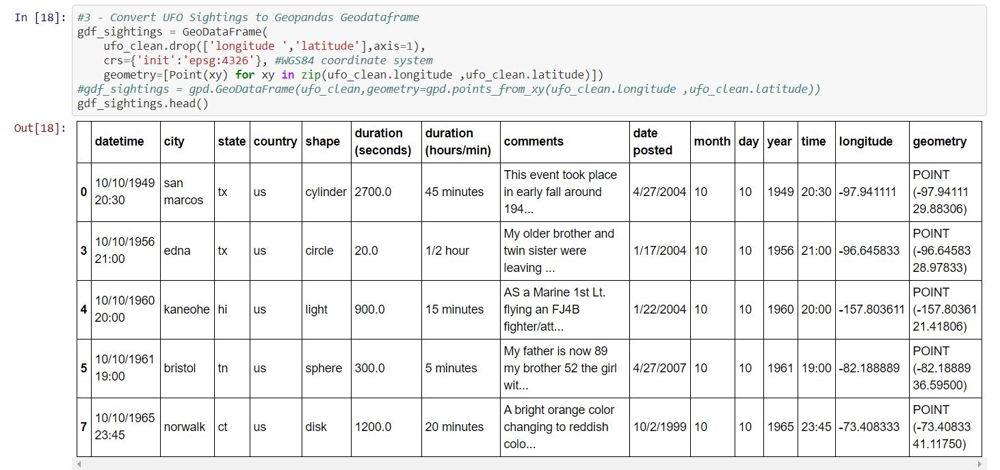 In [18]:
#3 - Convert UFO Sightings to Geopandas Geodataframe
gdf_sightings = GeoDataFrame(
    ufo_clean.drop(['longitude ','latitude'],axis=1),
    crs={'init':'epsg:4326'}, #WGS84 coordinate system
    geometry=[Point(xy) for xy in zip(ufo_clean.longitude ,ufo_clean.latitude)])
#gdf_sightings = gpd.GeoDataFrame(ufo_clean,geometry=gpd.points_from_xy(ufo_clean.longitude ,ufo_clean.latitude))
gdf_sightings.head()
Out[18]:
datetime city state country shape duration (seconds) duration (hours/min) comments date posted month day year time longitude geometry
0 10/10/1949 20:30 san marcos tx us cylinder 2700.0 45 minutes This event took place in early fall around 194... 4/27/2004 10 10 1949 20:30 -97.941111 POINT (-97.94111 29.88306)
3 10/10/1956 21:00 edna tx us circle 20.0 1/2 hour My older brother and twin sister were leaving ... 1/17/2004 10 10 1956 21:00 -96.645833 POINT (-96.64583 28.97833)
4 10/10/1960 20:00 kaneohe hi us light 900.0 15 minutes AS a Marine 1st Lt. flying an FJ4B fighter/att... 1/22/2004 10 10 1960 20:00 -157.803611 POINT (-157.80361 21.41806)
5 10/10/1961 19:00 bristol tn us sphere 300.0 5 minutes My father is now 89 my brother 52 the girl wit... 4/27/2007 10 10 1961 19:00 -82.188889 POINT (-82.18889 36.59500)
7 10/10/1965 23:45 norwalk ct us disk 1200.0 20 minutes A bright orange color changing to reddish colo... 10/2/1999 10 10 1965 23:45 -73.408333 POINT (-73.40833 41.11750)